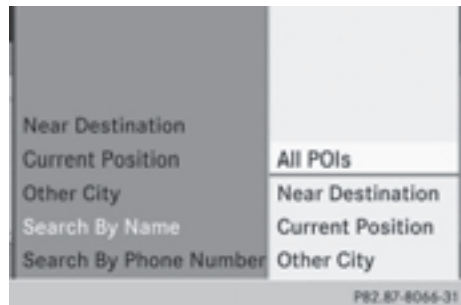 Near Destination
Current Position
Other City
Search By Name
Search By Phone Number
All POIs
Near Destination
Current Position
Other City
P82.87-8066-31